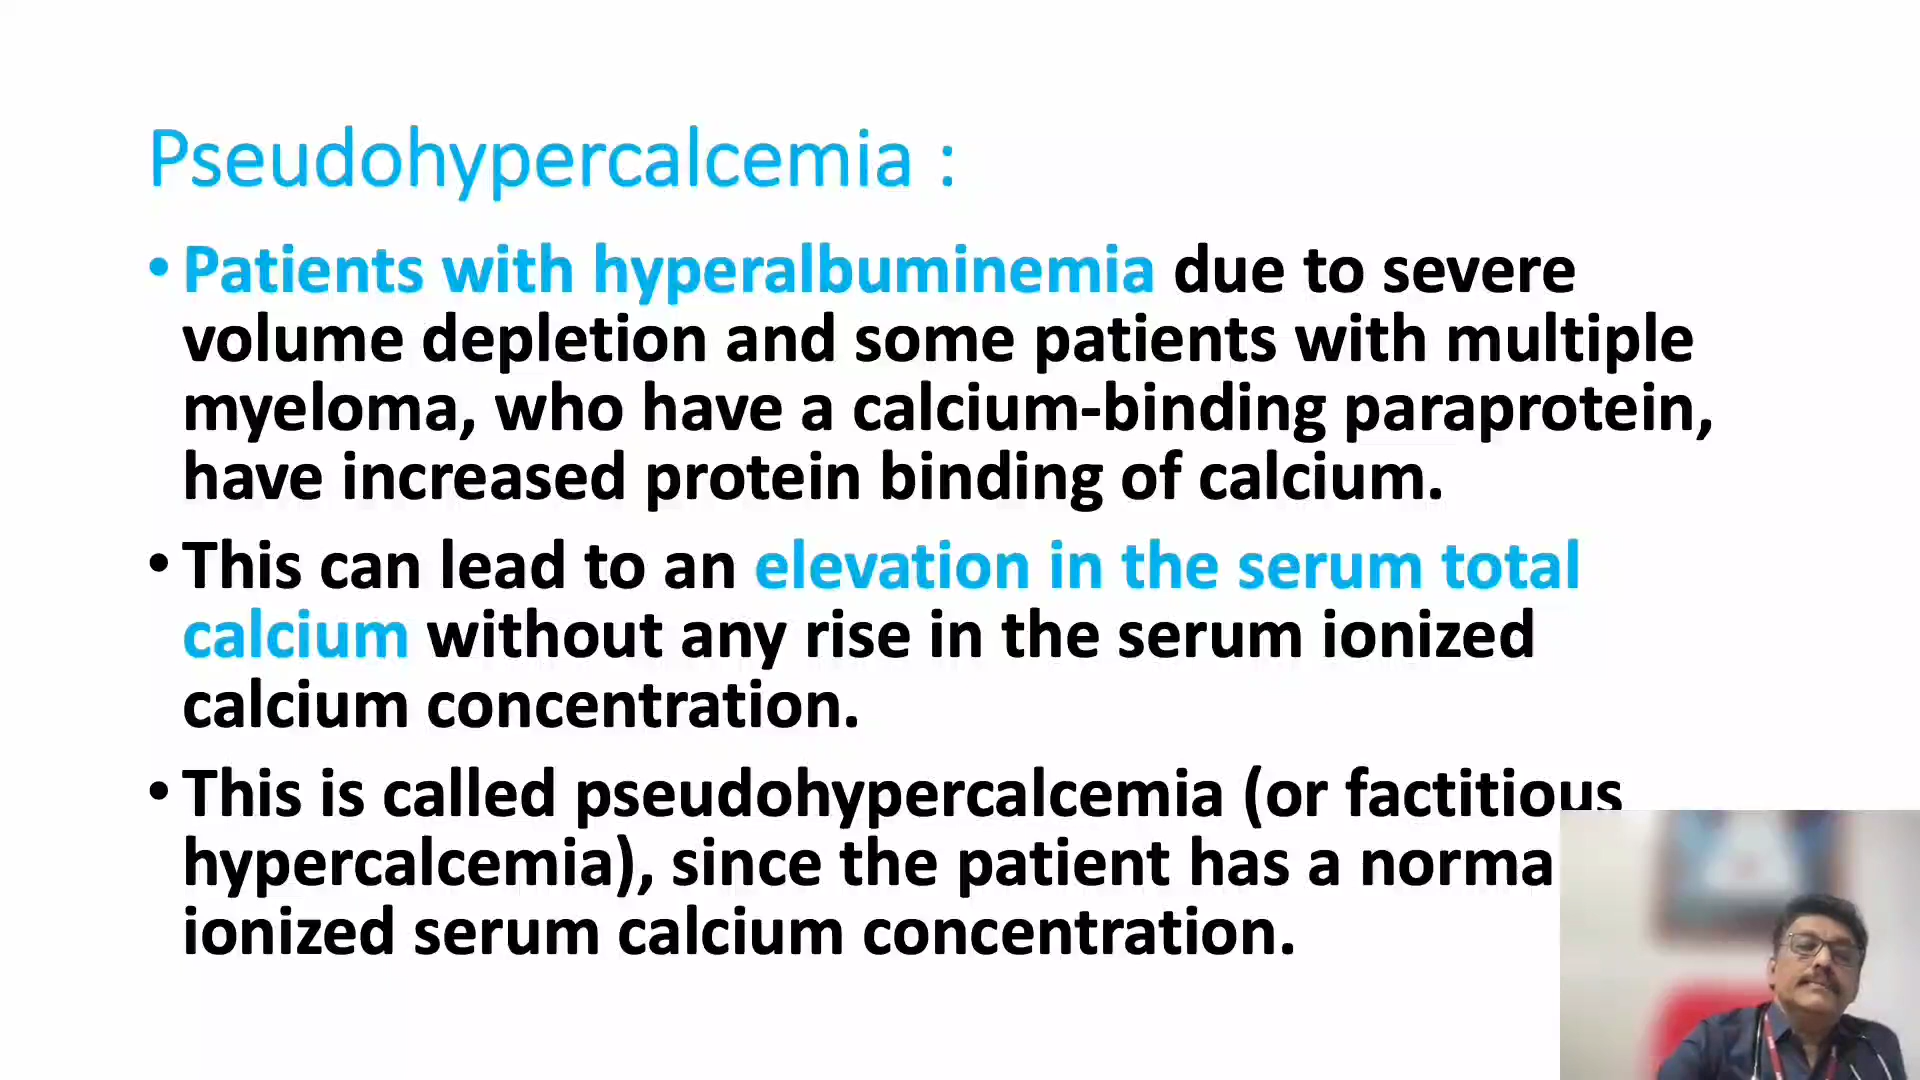 Pseudohypercalcemia :
• Patients with hyperalbuminemia due to severe
volume depletion and some patients with multiple
myeloma, who have a calcium-binding paraprotein,
have increased protein binding of calcium.
• This can lead to an elevation in the serum total
calcium without any rise in the serum ionized
calcium concentration.
• This is called pseudohypercalcemia (or factitious
hypercalcemia), since the patient has a norma
ionized serum calcium concentration.